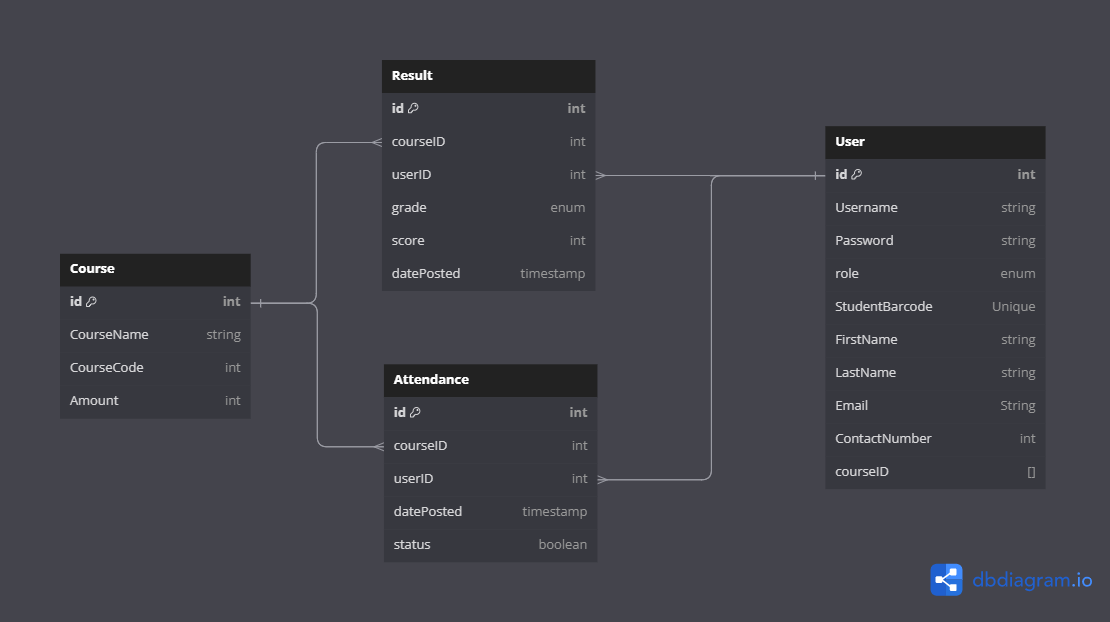 Result
id int
courseID int
userID int
grade enum
score int
datePosted timestamp
User
id int
Username string
Password string
role enum
StudentBarcode Unique
FirstName string
LastName string
Email String
ContactNumber int
courseID []
Course
id int
CourseName string
CourseCode int
Amount int
Attendance
id int
courseID int
userID int
datePosted timestamp
status boolean
dbdiagram.io